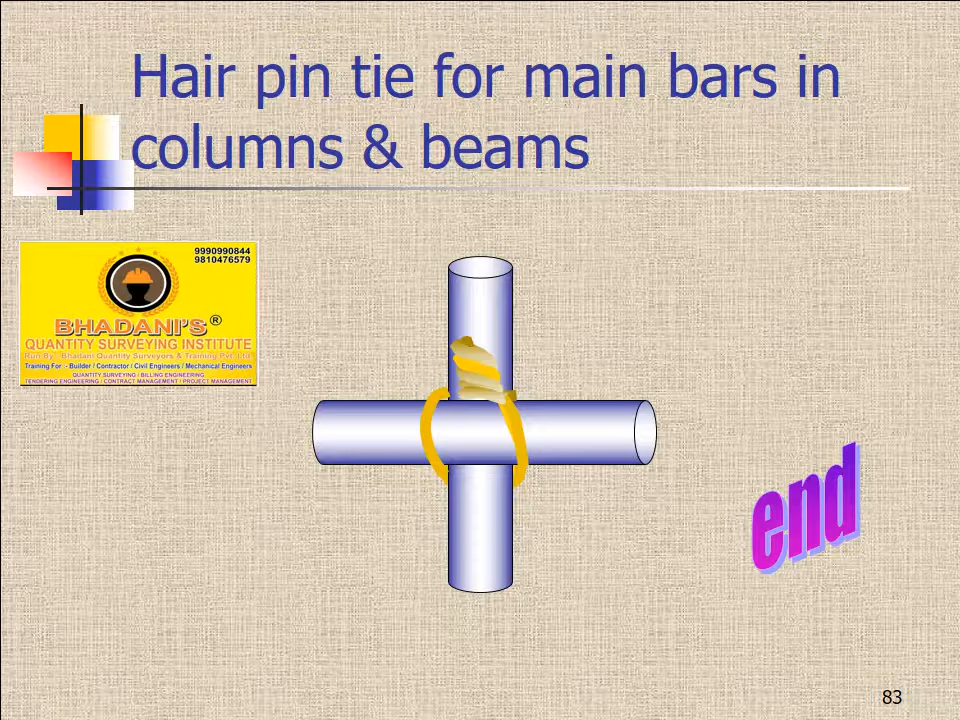 Hair pin tie for main bars in
columns & beams
9990990844
9810476579
BHADANI'S®
QUANTITY SURVEYING INSTITUTE
Run By:- Bhadani Quantity Surveyors & Training Pvt. Ltd.
Training For :- Builder / Contractor / Civil Engineers / Mechanical Engineers
QUANTITY SURVEYING / BILLING ENGINEERING
TENDERING ENGINEERING / CONTRACT MANAGEMENT / PROJECT MANAGEMENT
end
83